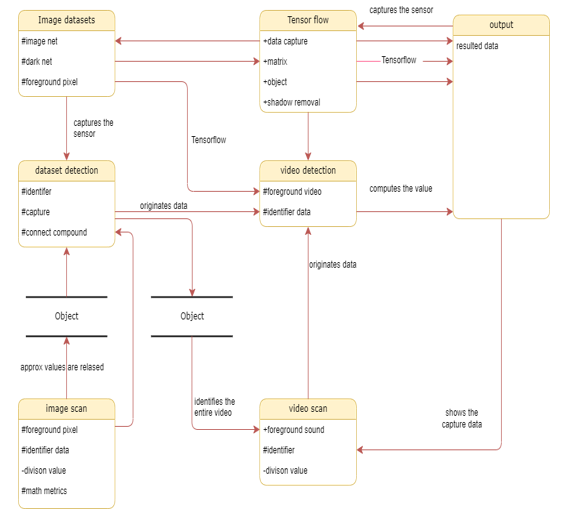 Image datasets
#image net
#dark net
#foreground pixel
Tensor flow
+data capture
+matrix
+object
+shadow removal
captures the sensor
Tensorflow
output
resulted data
captures the
sensor
Tensorflow
dataset detection
#identifer
#capture
#connect compound
originates data
video detection
#foreground video
#identifier data
computes the value
originates data
Object
Object
approx values are relased
identifies the
entire video
shows the
capture data
image scan
#foreground pixel
#identifier data
-divison value
#math metrics
video scan
+foreground sound
#identifier
-divison value